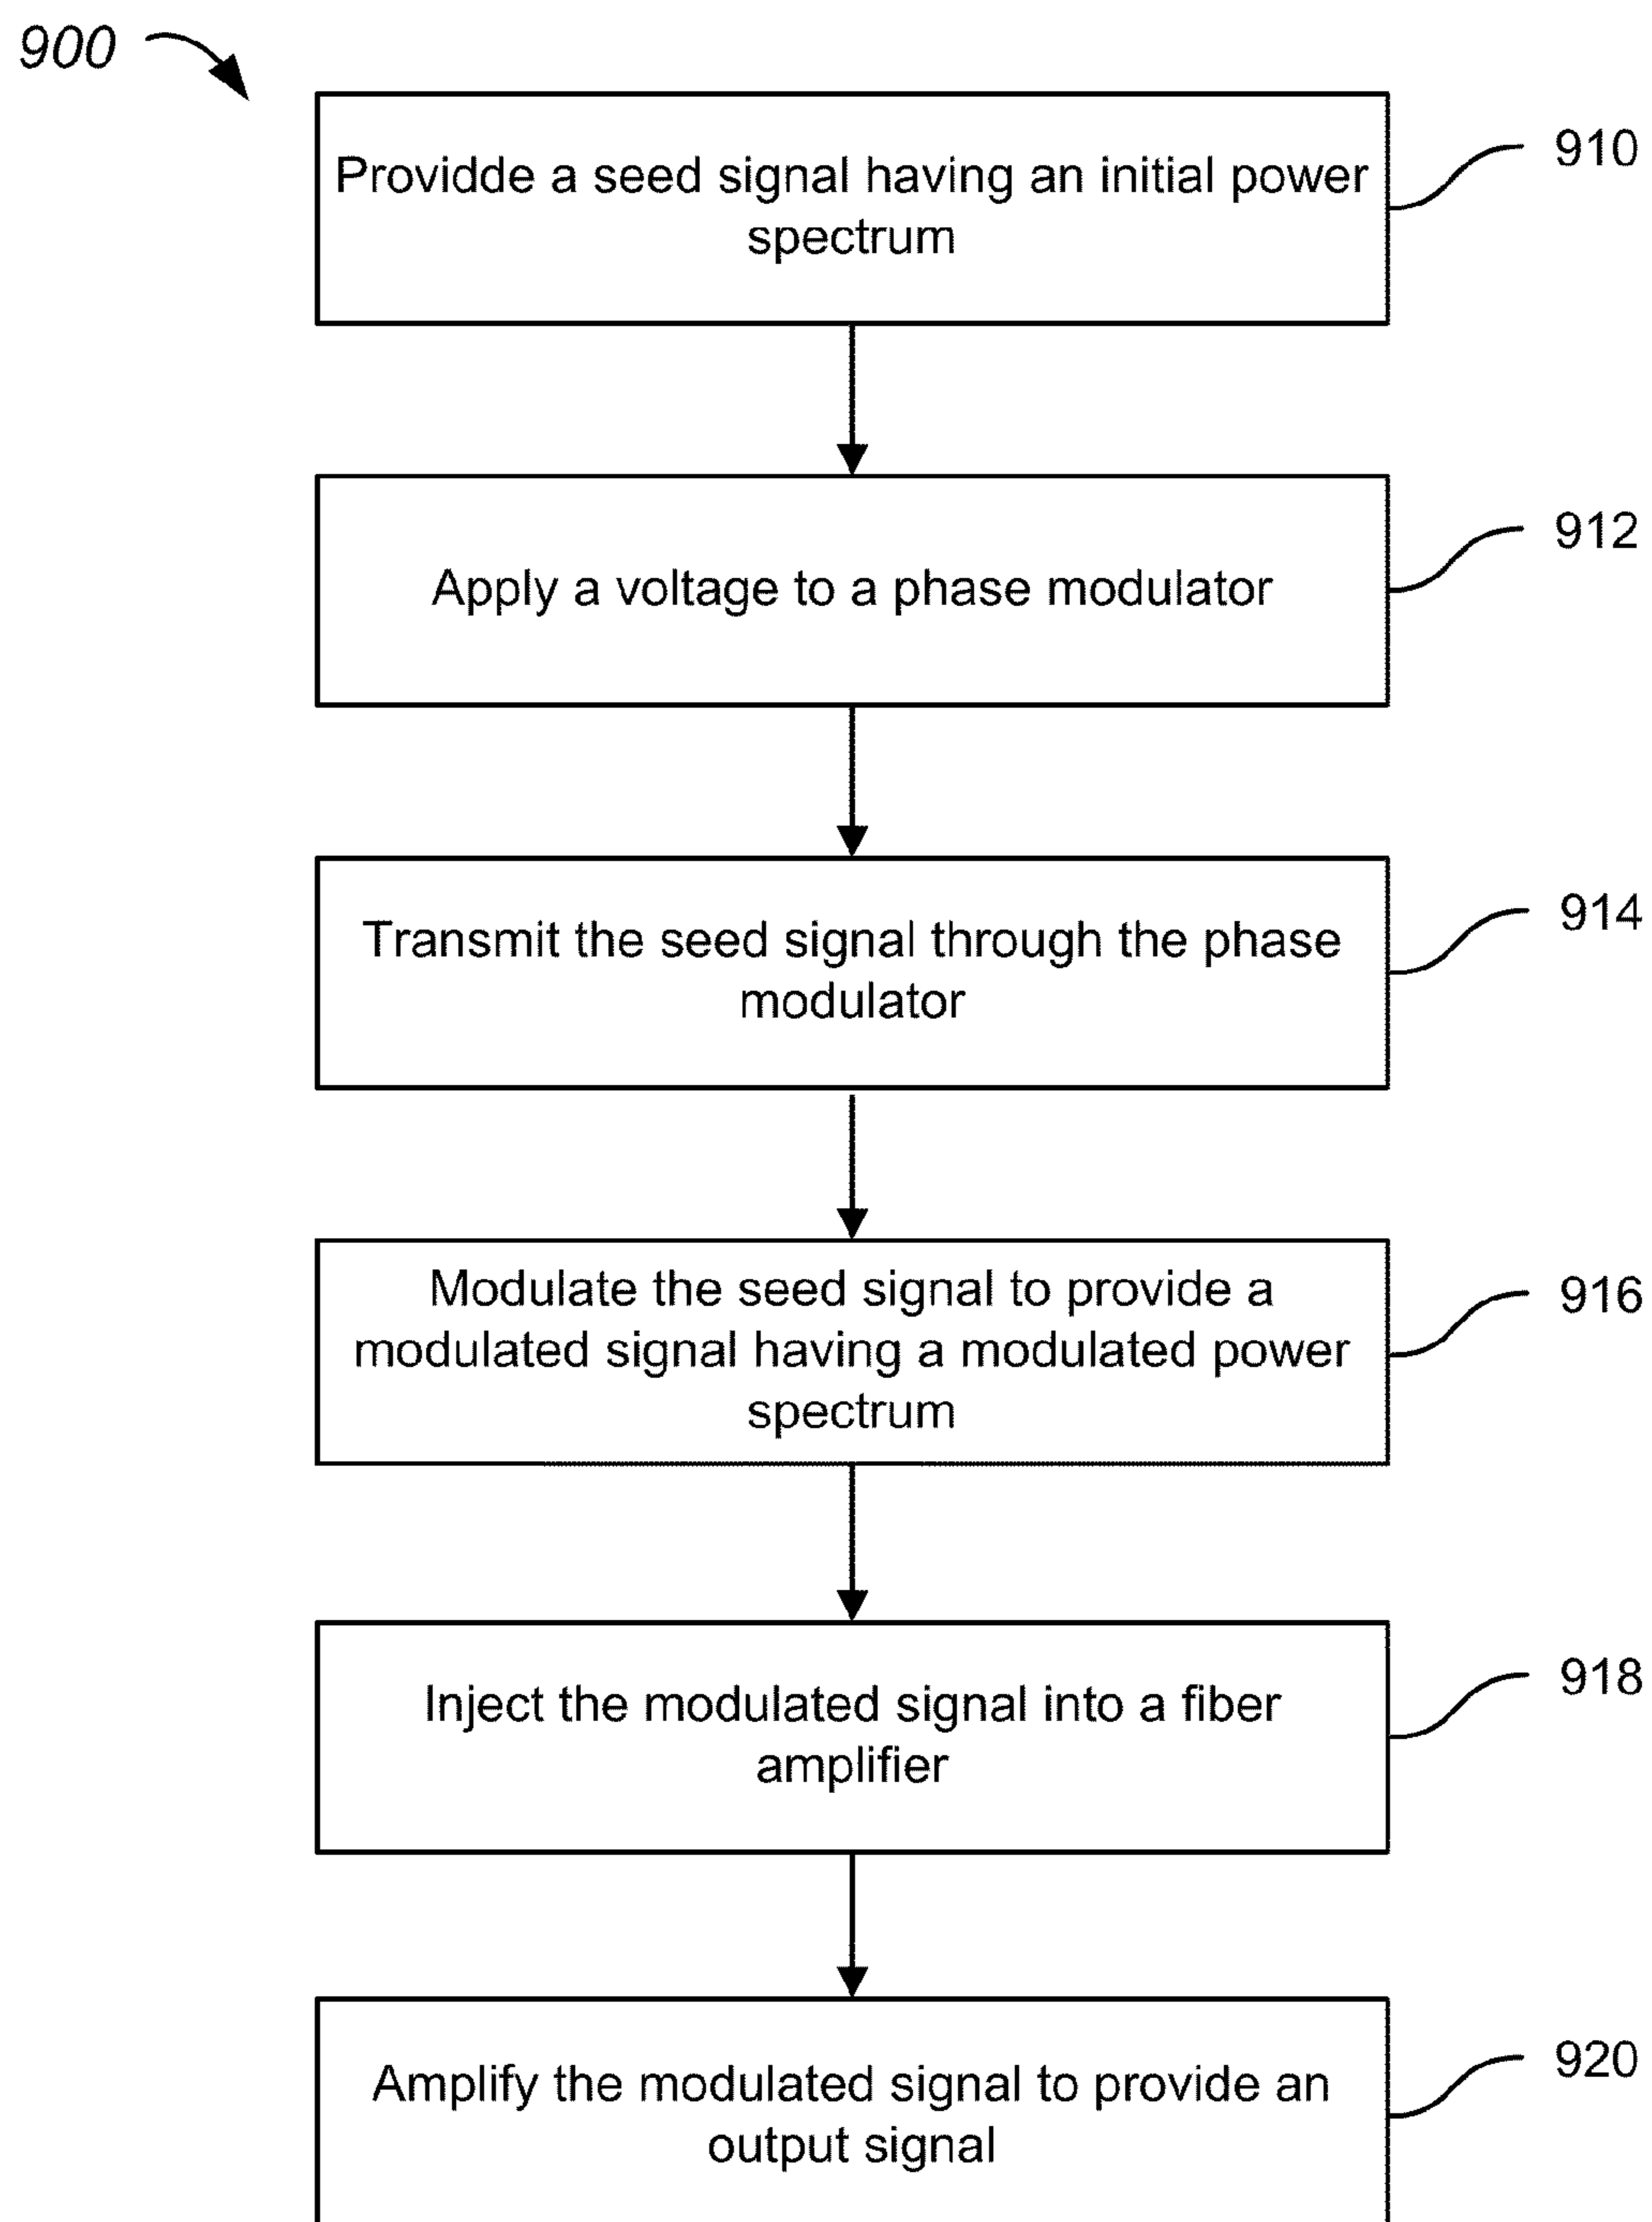 900
Providde a seed signal having an initial power
spectrum
910
Apply a voltage to a phase modulator
912
Transmit the seed signal through the phase
modulator
914
Modulate the seed signal to provide a
modulated signal having a modulated power
spectrum
916
Inject the modulated signal into a fiber
amplifier
918
Amplify the modulated signal to provide an
output signal
920